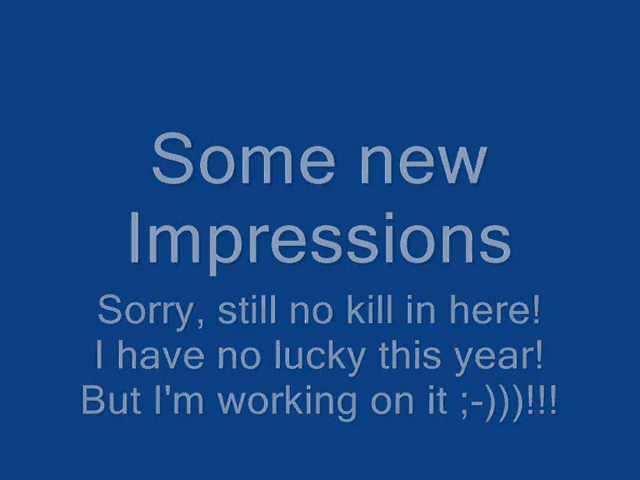 Some new
Impressions
Sorry, still no kill in here!
I have no lucky this year!
But I'm working on it ;-)))!!!